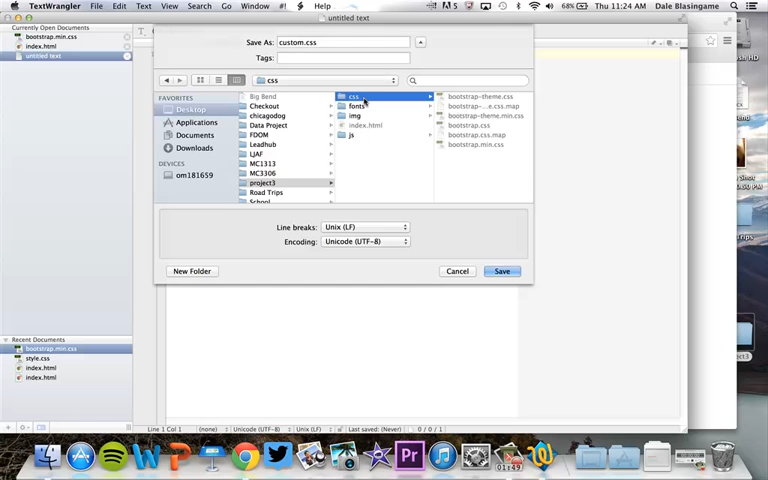 TextWrangler File Edit Text View Search Go Window Help 68% Thu 11:24 AM Dale Blasingame
untitled text
Currently Open Documents
bootstrap.min.css
index.html
untitled text
Save As: custom.css
Tags:
css
FAVORITES
Desktop
Applications
Documents
Downloads
DEVICES
om181659
Big Bend
Checkout
chicagodog
Data Project
FDOM
Leadhub
LJAF
MC1313
MC3306
project3
Road Trips
School
css
fonts
img
index.html
js
bootstrap-theme.css
bootstrap-...e.css.map
bootstrap-theme.min.css
bootstrap.css
bootstrap.css.map
bootstrap.min.css
Line breaks: Unix (LF)
Encoding: Unicode (UTF-8)
New Folder Cancel Save
Recent Documents
bootstrap.min.css
style.css
index.html
index.html
Line 1 Col 1 (none) Unicode (UTF-8) Unix (LF) Last saved: (Never) 0 / 0 / 1
Pr
01:49